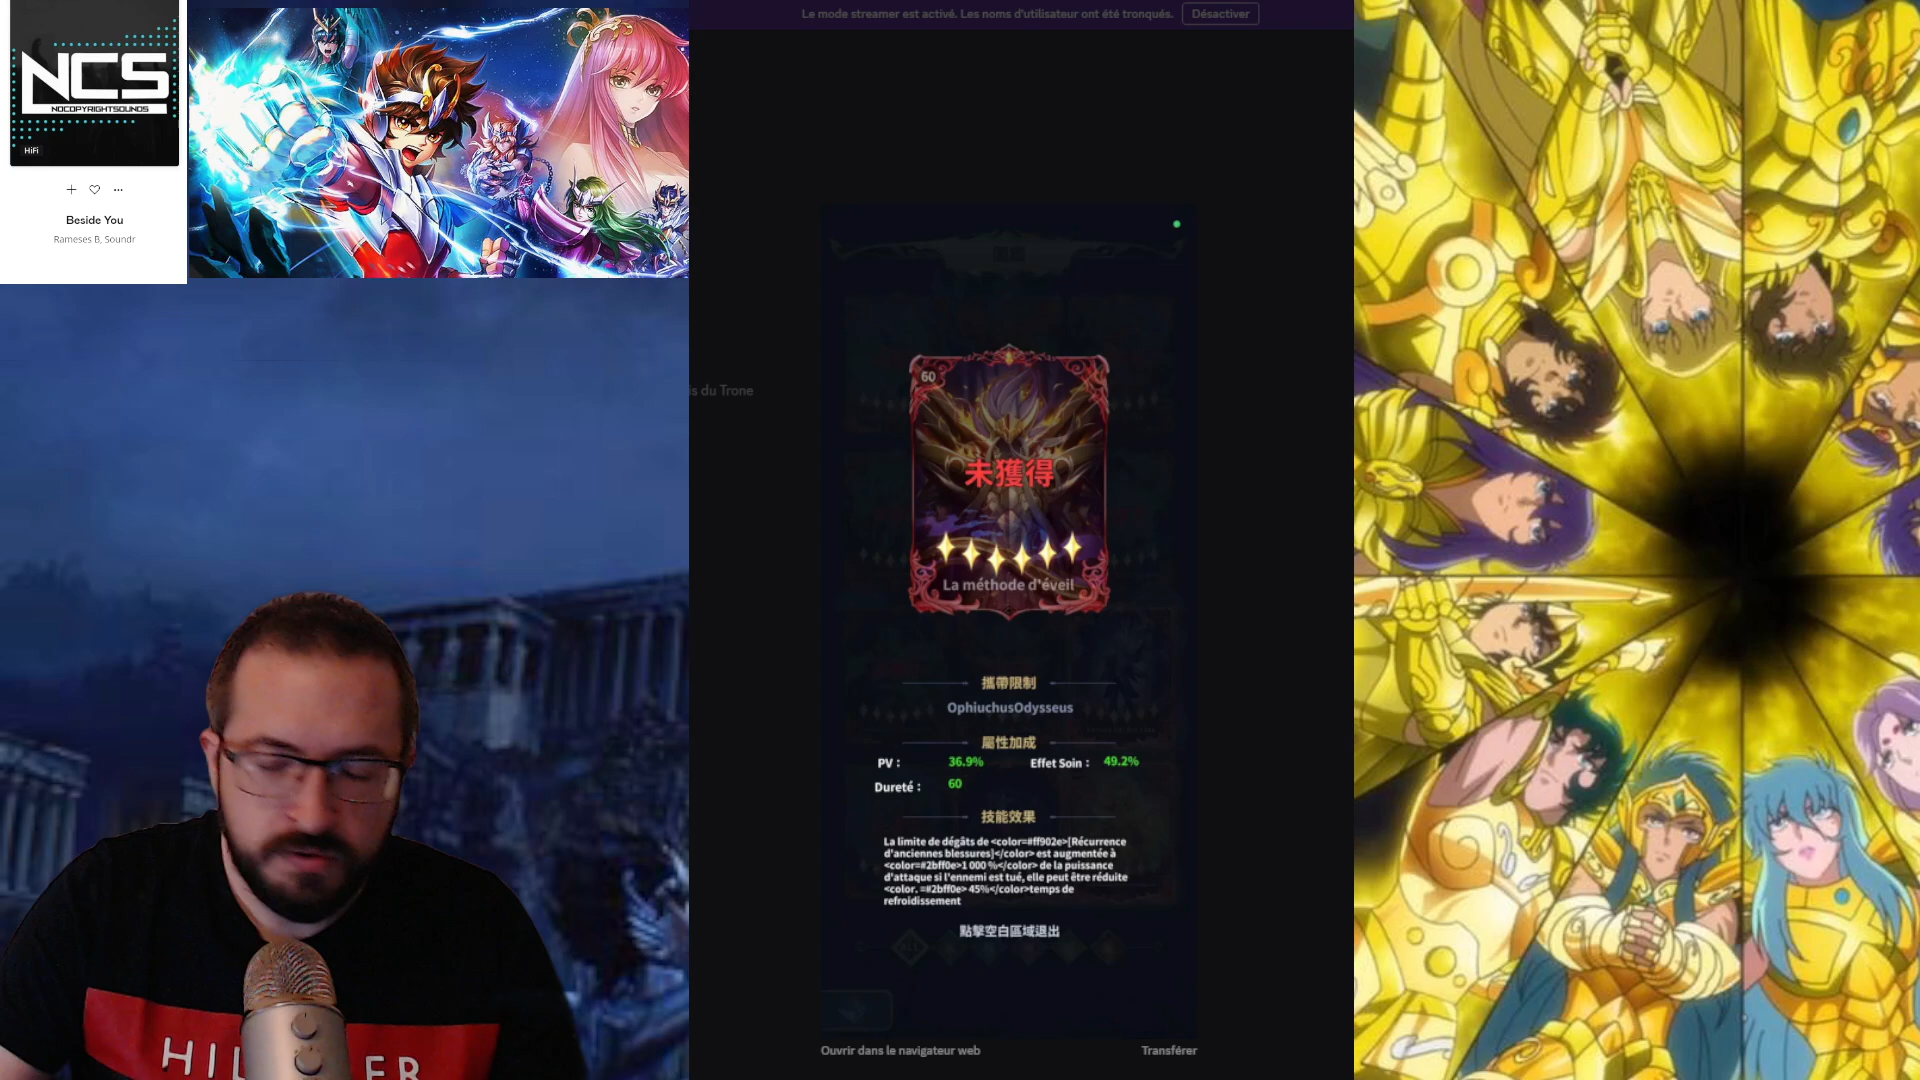 NCS
NOCOPYRIGHTSOUNDS
HiFi
Beside You
Rameses B, Soundr
Le mode streamer est activé. Les noms d'utilisateur ont été tronqués.
Désactiver
is du Trone
60
未獲得
La méthode d'éveil
攜帶限制
OphiuchusOdysseus
屬性加成
PV : 36.9% Effet Soin : 49.2%
Dureté : 60
技能效果
La limite de dégâts de <color=#ff902e>[Récurrence
d'anciennes blessures]</color> est augmentée à
<color=#2bff0e>1 000 %</color> de la puissance
d'attaque si l'ennemi est tué, elle peut être réduite
<color. =#2bff0e> 45%</color>temps de
refroidissement
點擊空白區域退出
Ouvrir dans le navigateur web
Transférer